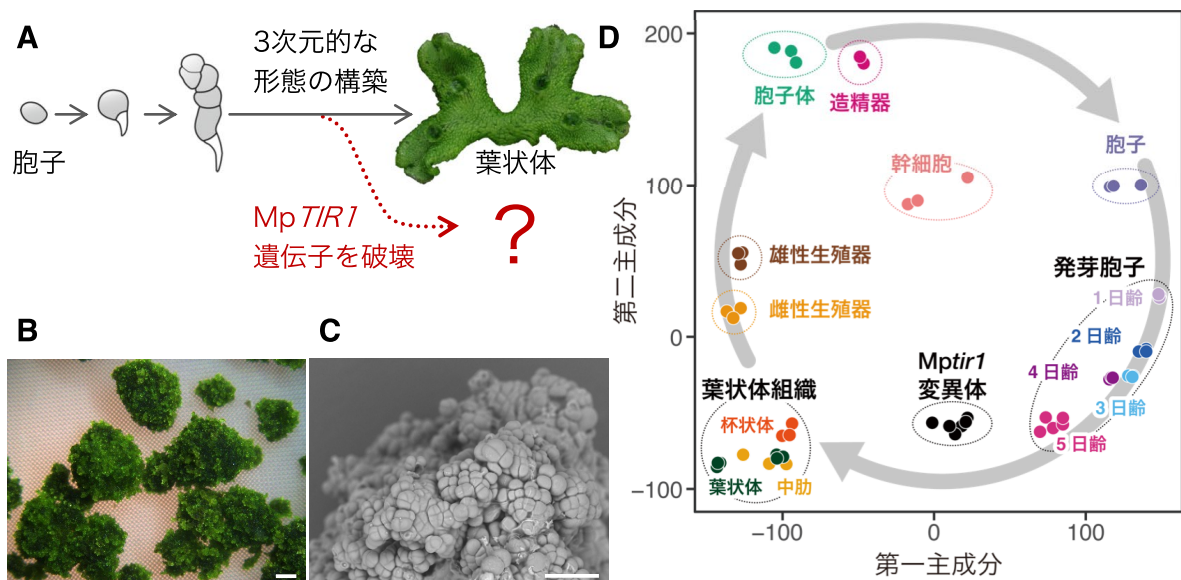 A
3次元的な
形態の構築
胞子
葉状体
MpTIR1
遺伝子を破壊
?
B
C
D
200
100
0
−100
第二主成分
−100
0
100
第一主成分
胞子体
造精器
胞子
幹細胞
雄性生殖器
雌性生殖器
発芽胞子
1日齢
2日齢
4日齢
3日齢
5日齢
Mptir1
変異体
葉状体組織
杯状体
葉状体
中肋